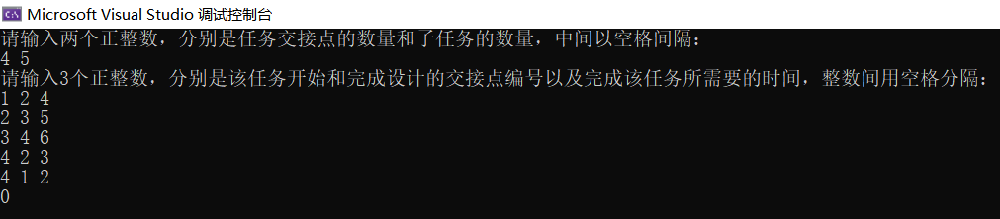 Microsoft Visual Studio 调试控制台
请输入两个正整数，分别是任务交接点的数量和子任务的数量，中间以空格间隔：
4 5
请输入3个正整数，分别是该任务开始和完成设计的交接点编号以及完成该任务所需要的时间，整数间用空格分隔：
1 2 4
2 3 5
3 4 6
4 2 3
4 1 2
0